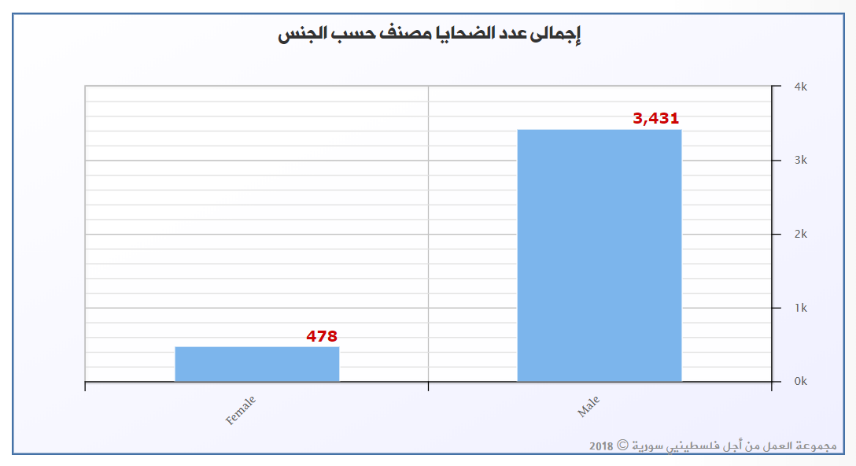 إجمالى عدد الضحايا مصنف حسب الجنس
4k
3,431
3k
2k
1k
478
0k
Male
Female
مجموعة العمل من أجل فلسطينيي سورية © 2018